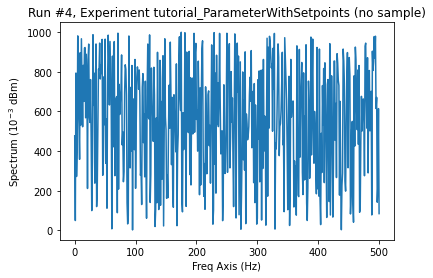 Run #4, Experiment tutorial_ParameterWithSetpoints (no sample)
1000
800
600
400
200
0
Spectrum (10⁻³ dBm)
0 100 200 300 400 500
Freq Axis (Hz)